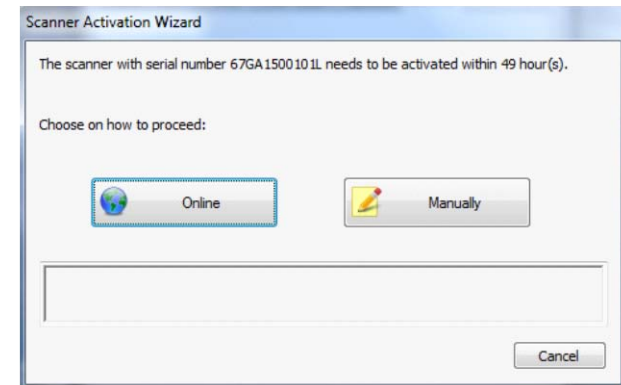 Scanner Activation Wizard
The scanner with serial number 67GA1500101L needs to be activated within 49 hour(s).
Choose on how to proceed:
Online
Manually
Cancel